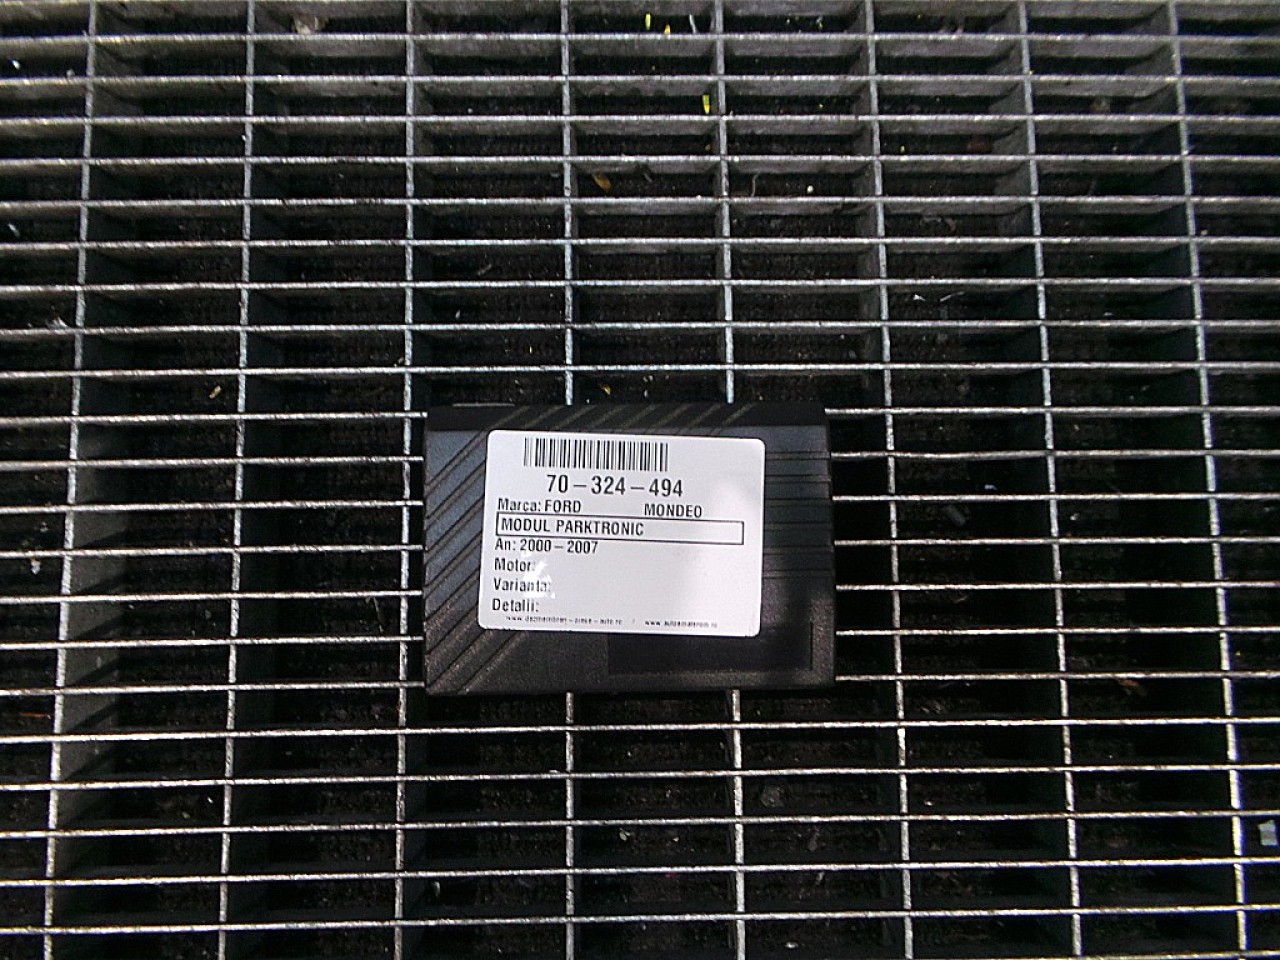 70-324-494
Marca: FORD MONDEO
MODUL PARKTRONIC
An: 2000-2007
Motor:
Varianta:
Detalii: